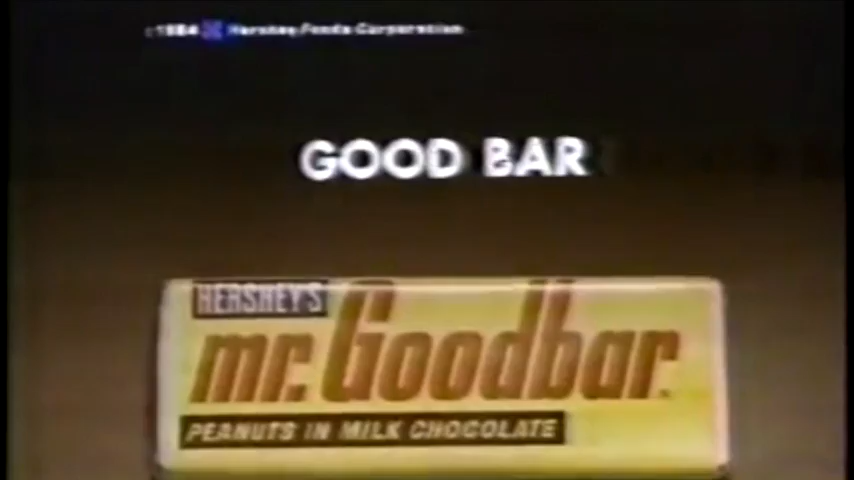 ©1984 Hershey Foods Corporation
GOOD BAR
HERSHEY'S
mr. Goodbar.
PEANUTS IN MILK CHOCOLATE